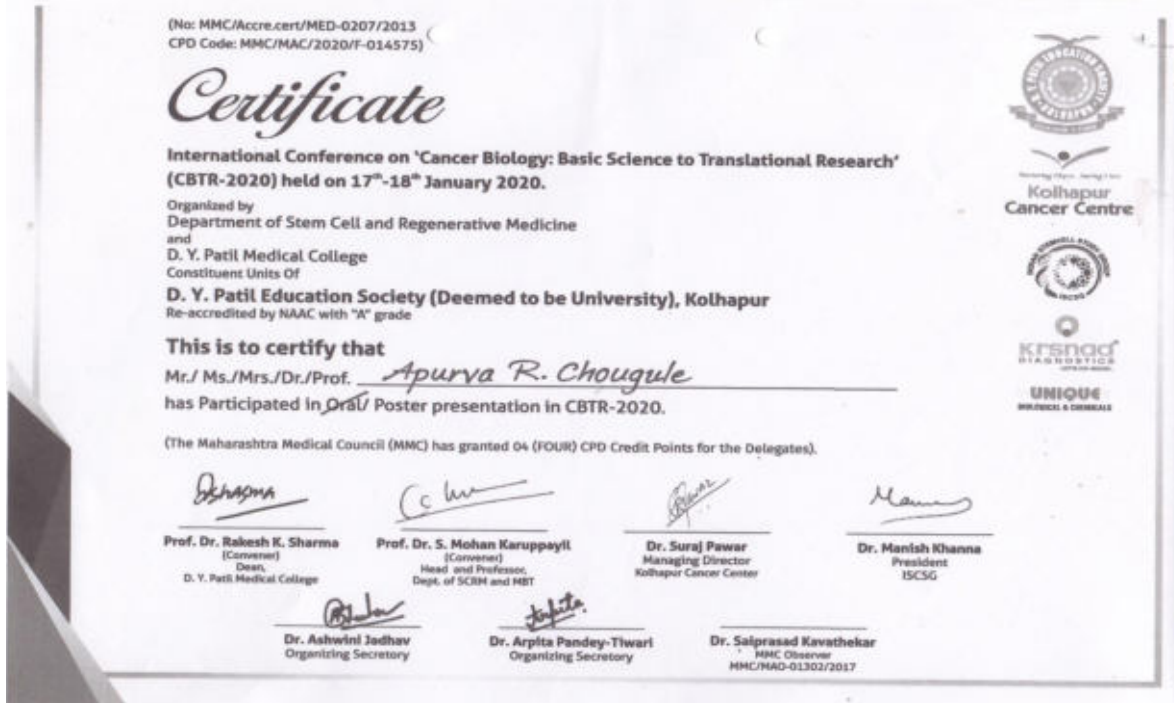 (No: MMC/Accre.cert/MED-0207/2013
CPD Code: MMC/MAC/2020/F-014575)
Certificate
International Conference on ‘Cancer Biology: Basic Science to Translational Research’
(CBTR-2020) held on 17th-18th January 2020.
Organized by
Department of Stem Cell and Regenerative Medicine
and
D. Y. Patil Medical College
Constituent Units Of
D. Y. Patil Education Society (Deemed to be University), Kolhapur
Re-accredited by NAAC with "A" grade
This is to certify that
Mr./ Ms./Mrs./Dr./Prof. Apurva R. Chougule
has Participated in Oral/ Poster presentation in CBTR-2020.
(The Maharashtra Medical Council (MMC) has granted 04 (FOUR) CPD Credit Points for the Delegates).
Kolhapur
Cancer Centre
ISCSG
Krsnaa
DIAGNOSTICS
UNIQUE
BIOLOGICAL & CHEMICALS
Prof. Dr. Rakesh K. Sharma
(Convener)
Dean,
D. Y. Patil Medical College
Prof. Dr. S. Mohan Karuppayil
(Convener)
Head and Professor,
Dept. of SCRM and MBT
Dr. Suraj Pawar
Managing Director
Kolhapur Cancer Center
Dr. Manish Khanna
President
ISCSG
Dr. Ashwini Jadhav
Organizing Secretary
Dr. Arpita Pandey-Tiwari
Organizing Secretary
Dr. Saiprasad Kavathekar
MMC Observer
MMC/MAO-01302/2017